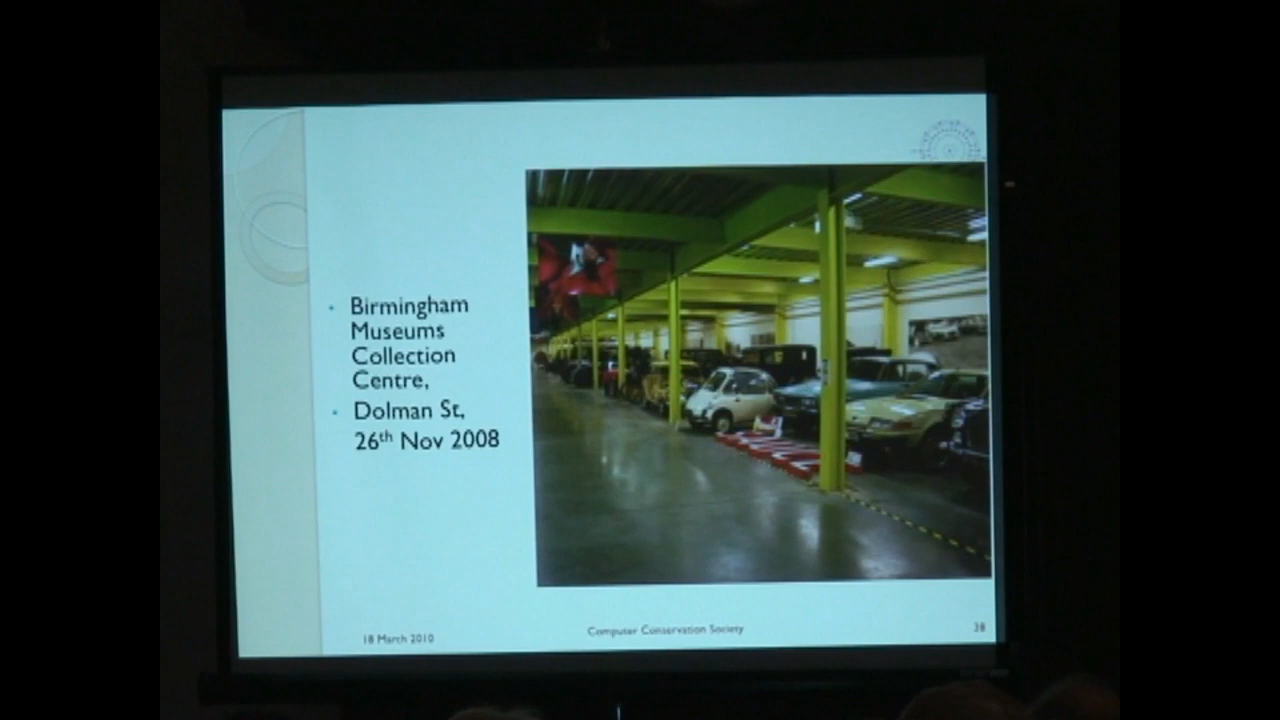 Birmingham
Museums
Collection
Centre,
Dolman St,
26th Nov 2008
18 March 2010
Computer Conservation Society
38